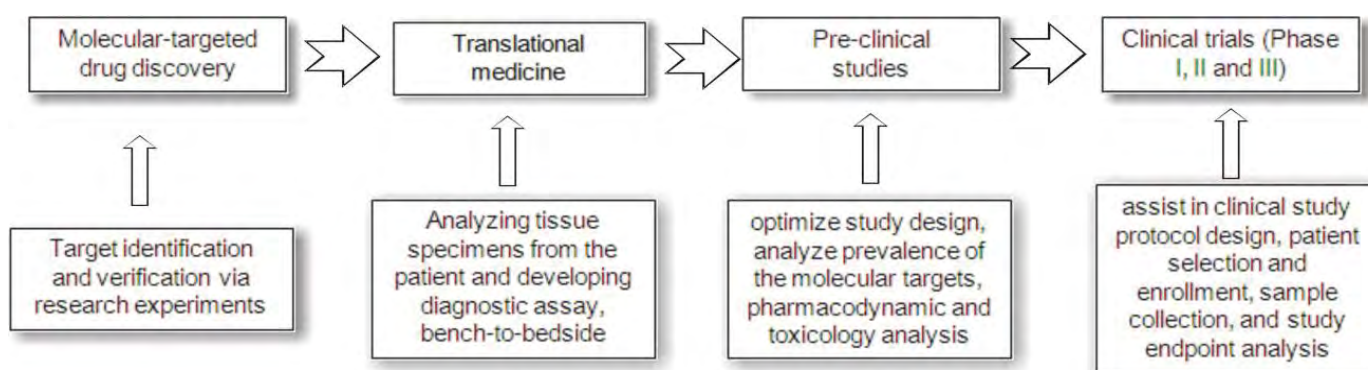 Molecular-targeted
drug discovery
Translational
medicine
Pre-clinical
studies
Clinical trials (Phase
I, II and III)
Target identification
and verification via
research experiments
Analyzing tissue
specimens from the
patient and developing
diagnostic assay,
bench-to-bedside
optimize study design,
analyze prevalence of
the molecular targets,
pharmacodynamic and
toxicology analysis
assist in clinical study
protocol design, patient
selection and
enrollment, sample
collection, and study
endpoint analysis